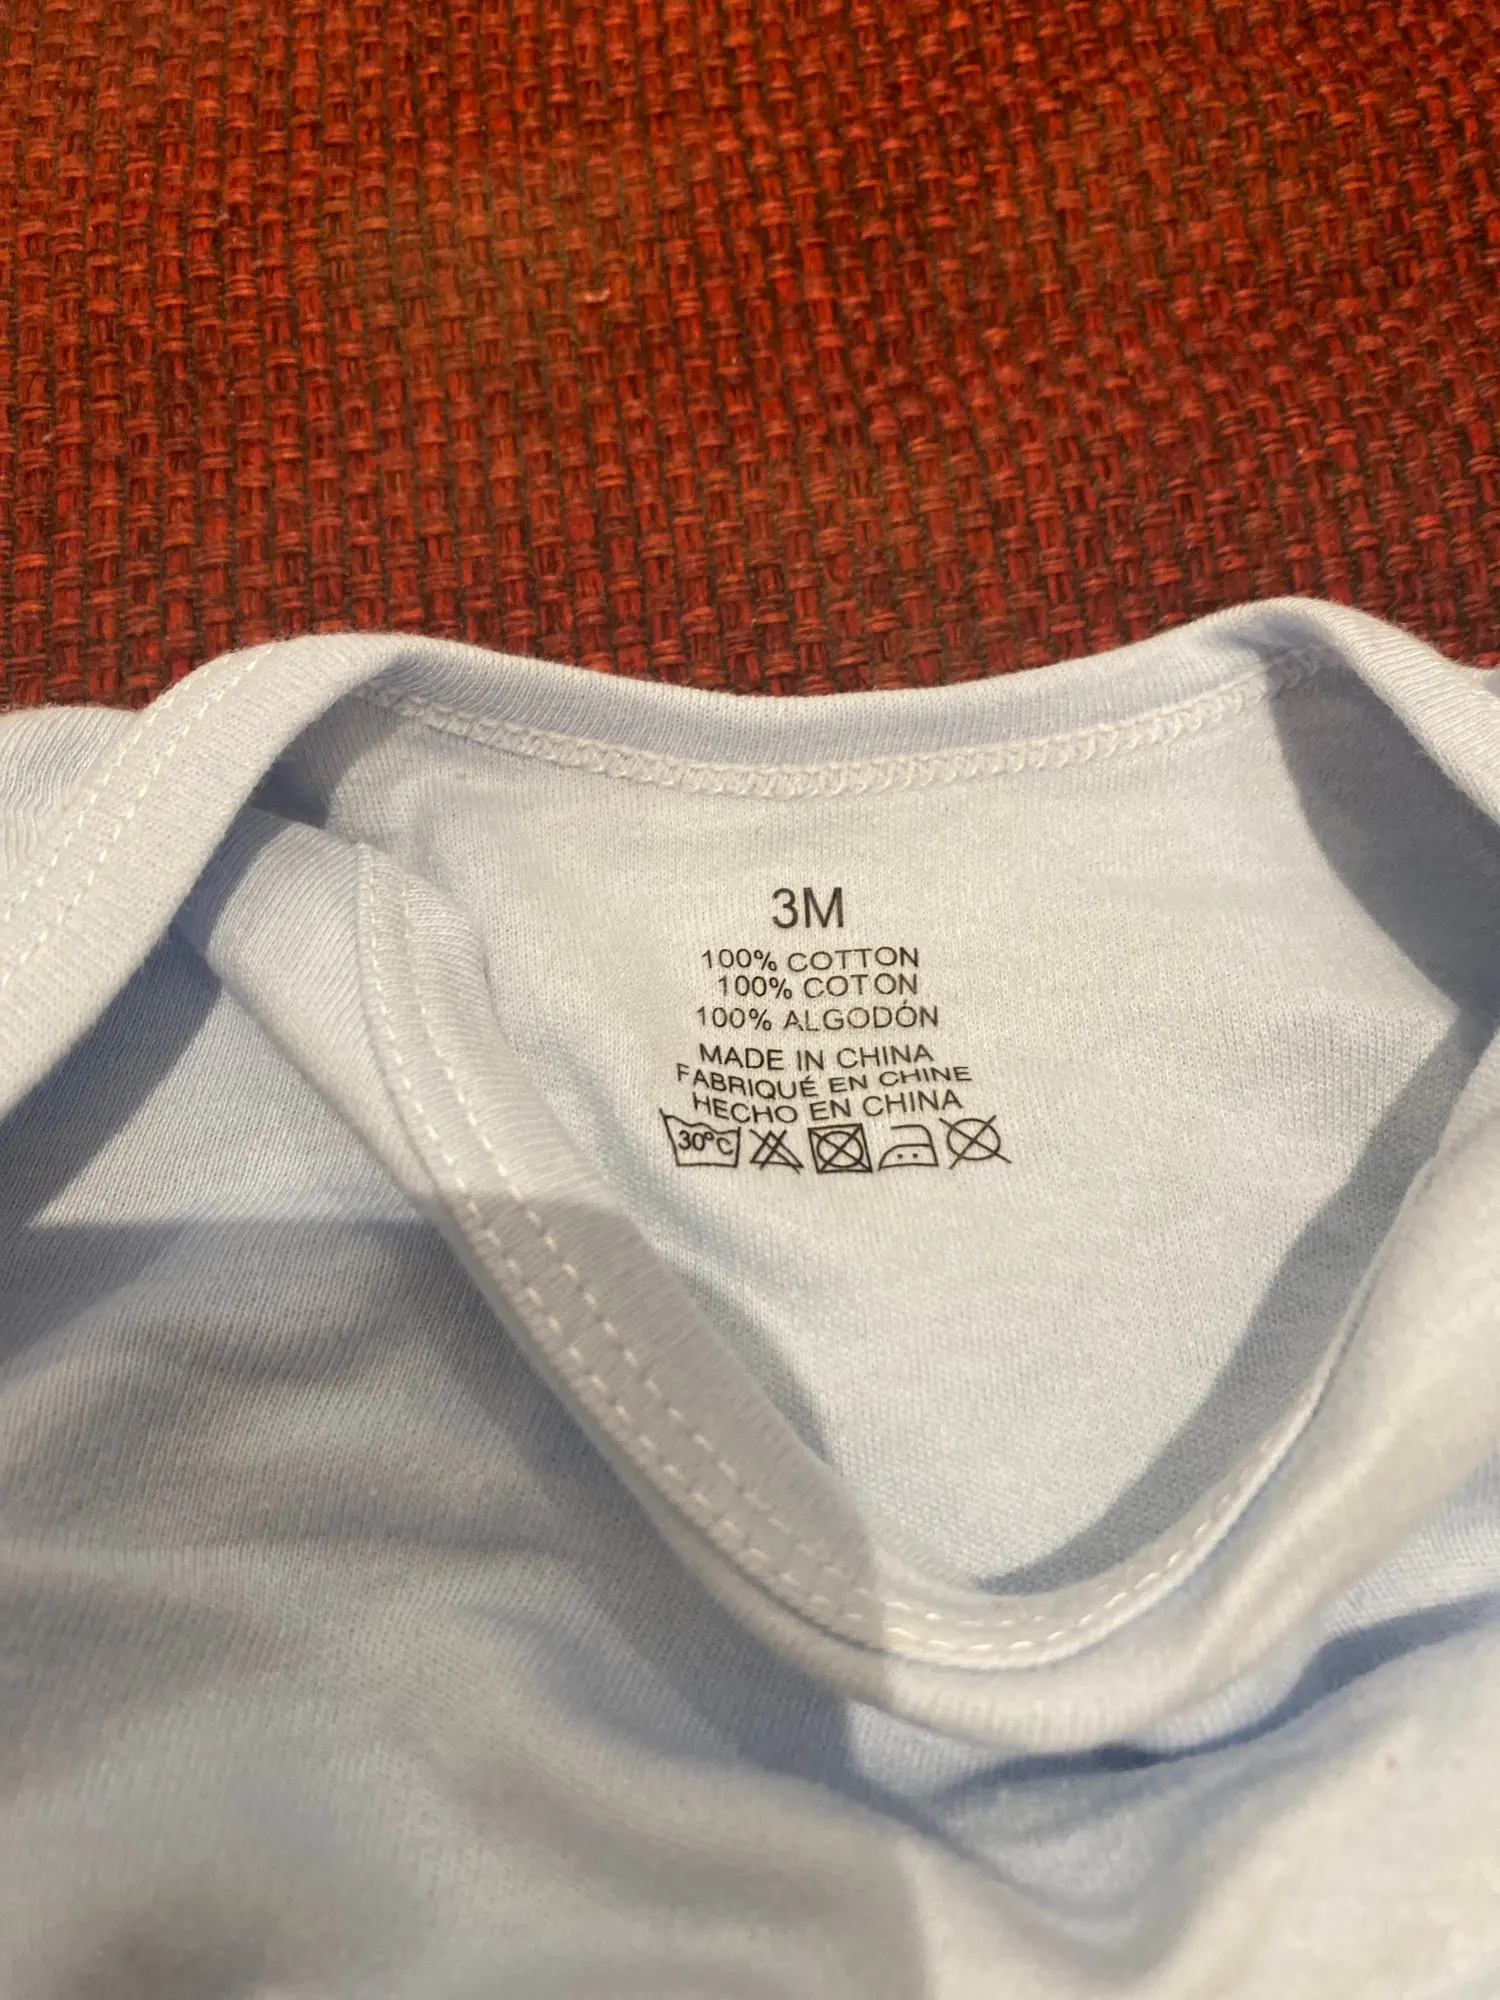 3M
100% COTTON
100% COTON
100% ALGODÓN
MADE IN CHINA
FABRIQUÉ EN CHINE
HECHO EN CHINA
30°C